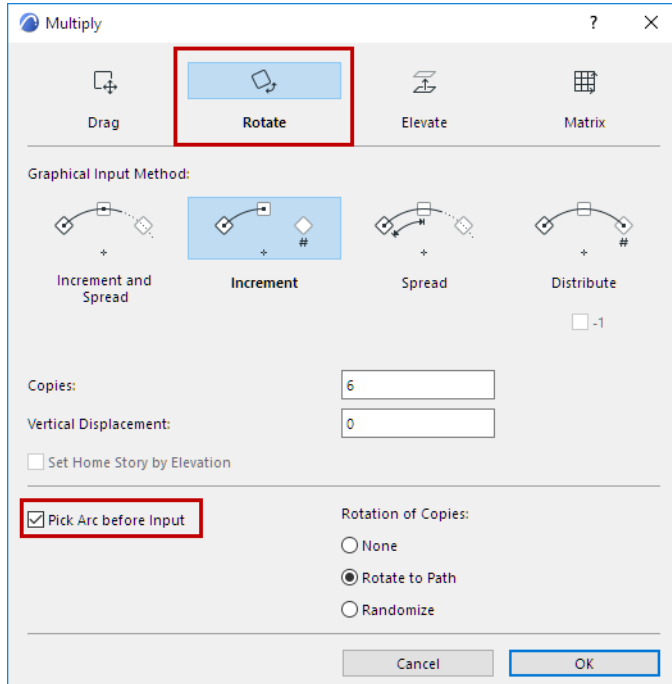 Multiply
?
Drag
Rotate
Elevate
Matrix
Graphical Input Method:
#
#
Increment and
Spread
Increment
Spread
Distribute
-1
Copies:
6
Vertical Displacement:
0
Set Home Story by Elevation
Pick Arc before Input
Rotation of Copies:
None
Rotate to Path
Randomize
Cancel
OK